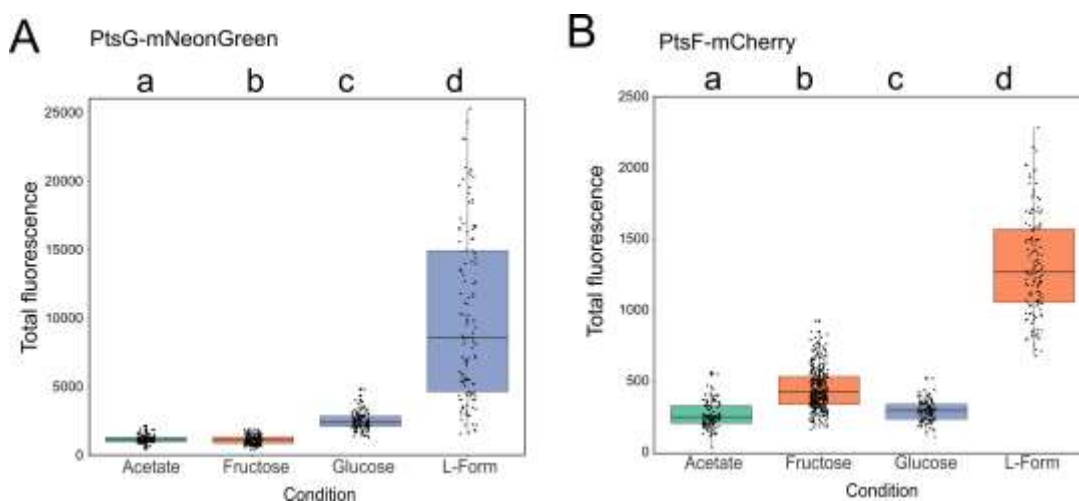 A
PtsG-mNeonGreen
a b c d
25000
20000
15000
10000
5000
0
Total fluorescence
Acetate Fructose Glucose L-Form
Condition
B
PtsF-mCherry
a b c d
2500
2000
1500
1000
500
0
Total fluorescence
Acetate Fructose Glucose L-Form
Condition